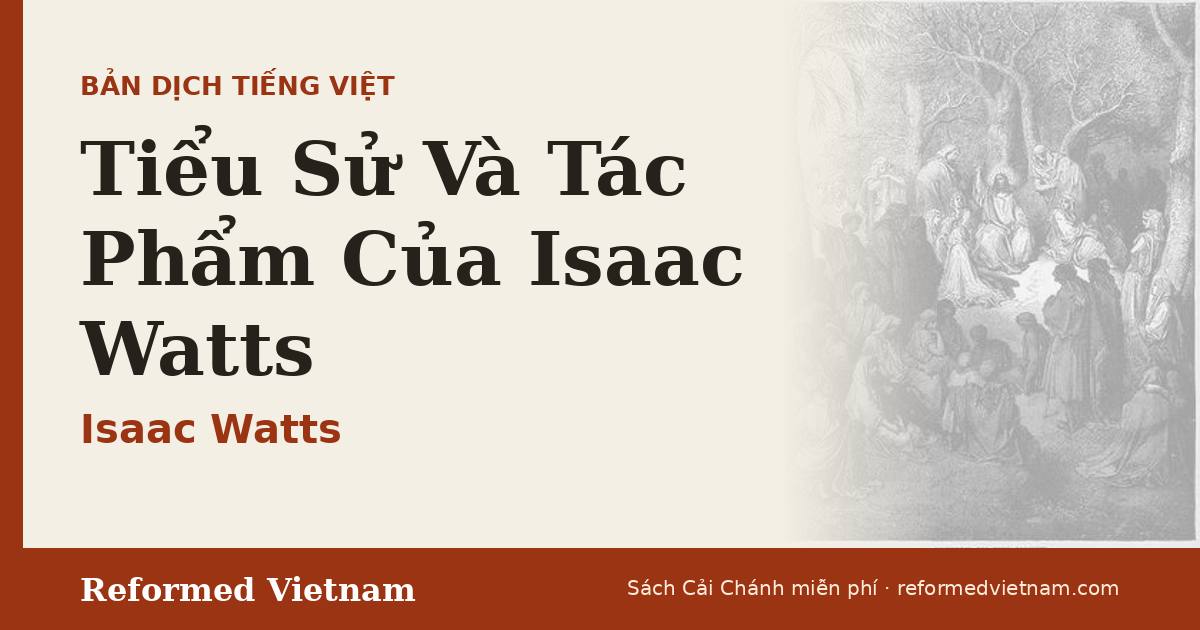 BẢN DỊCH TIẾNG VIỆT
Tiểu Sử Và Tác
Phẩm Của Isaac
Watts
Isaac Watts
Reformed Vietnam
Sách Cải Chánh miễn phí · reformedvietnam.com